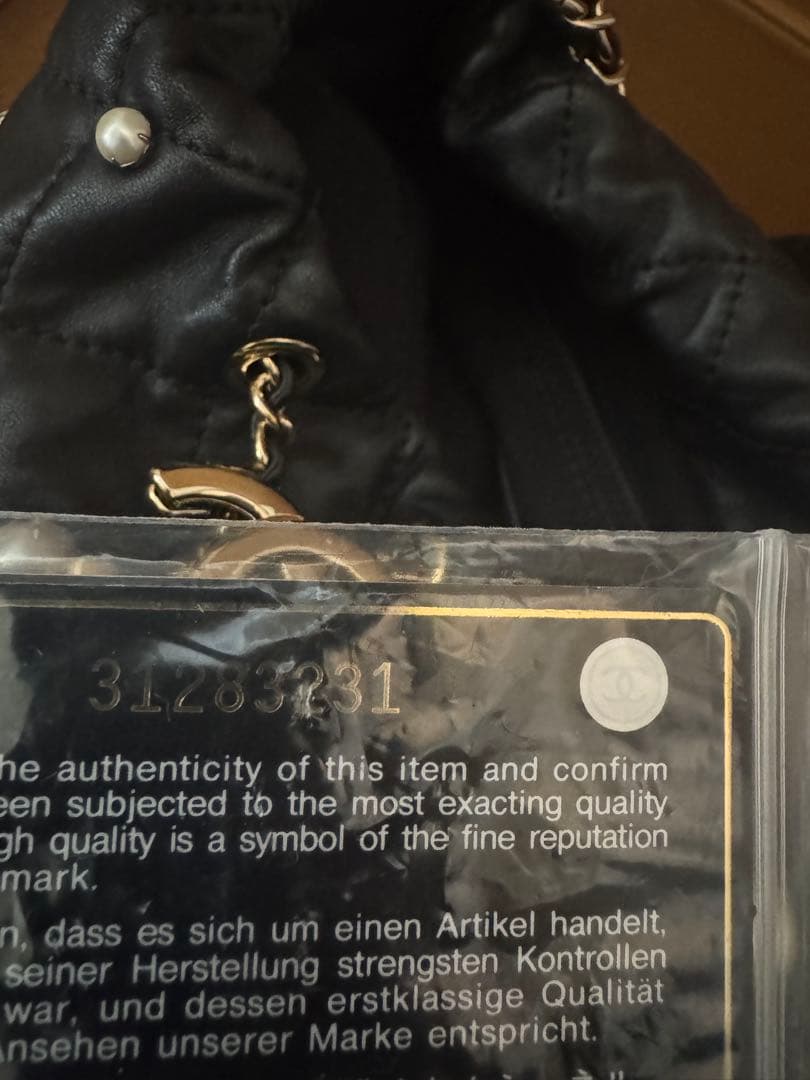 31283231
he authenticity of this item and confirm
een subjected to the most exacting quality
gh quality is a symbol of the fine reputation
mark.
n, dass es sich um einen Artikel handelt,
seiner Herstellung strengsten Kontrollen
war, und dessen erstklassige Qualität
Ansehen unserer Marke entspricht.